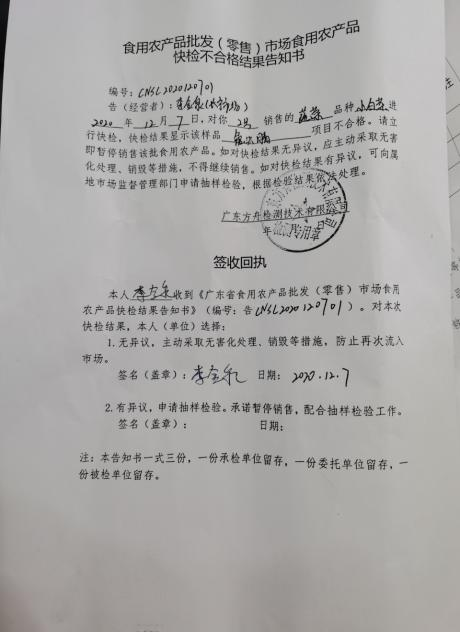 食用农产品批发（零售）市场食用农产品
快检不合格结果告知书
编号：CNSL2020120701
告（经营者）：李金泉
2020 年 12 月 7 日，对你 销售的 蔬菜 品种 小白菜 进
行快检，快检结果显示该样品 项目不合格。请立
即暂停销售该批食用农产品。如对快检结果无异议，应主动采取无害
化处理、销毁等措施，不得继续销售。如对快检结果有异议，可向属
地市场监督管理部门申请抽样检验，根据检验结果依法处理。
广东方舟检测技术有限公司
年
签收回执
本人 李金泉 收到《广东省食用农产品批发（零售）市场食用
农产品快检结果告知书》（编号：告CNSL2020120701）。对本次
快检结果，本人（单位）选择：
1.无异议，主动采取无害化处理、销毁等措施，防止再次流入
市场。
签名（盖章）：李金泉 日期：2020.12.7
2.有异议，申请抽样检验。承诺暂停销售，配合抽样检验工作。
签名（盖章）： 日期：
注：本告知书一式三份，一份承检单位留存，一份委托单位留存，一
份被检单位留存。